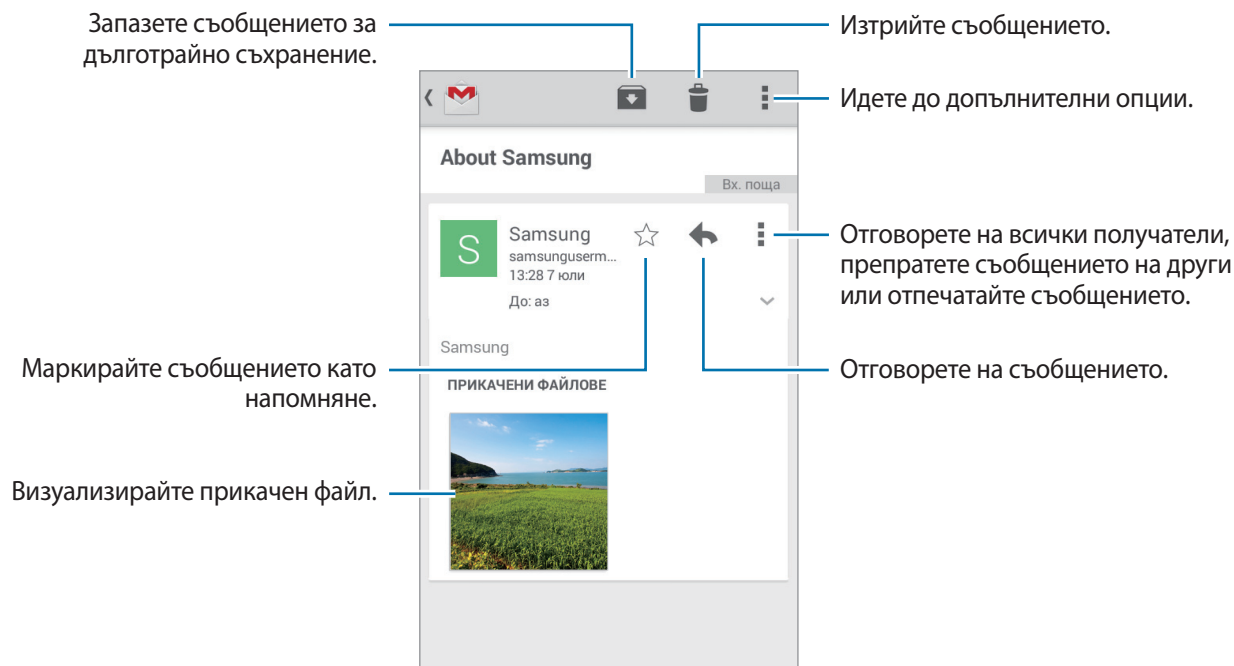 Запазете съобщението за
дълготрайно съхранение.
Изтрийте съобщението.
Идете до допълнителни опции.
About Samsung
Вх. поща
S
Samsung
samsunguserm...
13:28 7 юли
До: аз
Отговорете на всички получатели,
препратете съобщението на други
или отпечатайте съобщението.
Samsung
Маркирайте съобщението като
напомняне.
Отговорете на съобщението.
ПРИКАЧЕНИ ФАЙЛОВЕ
Визуализирайте прикачен файл.